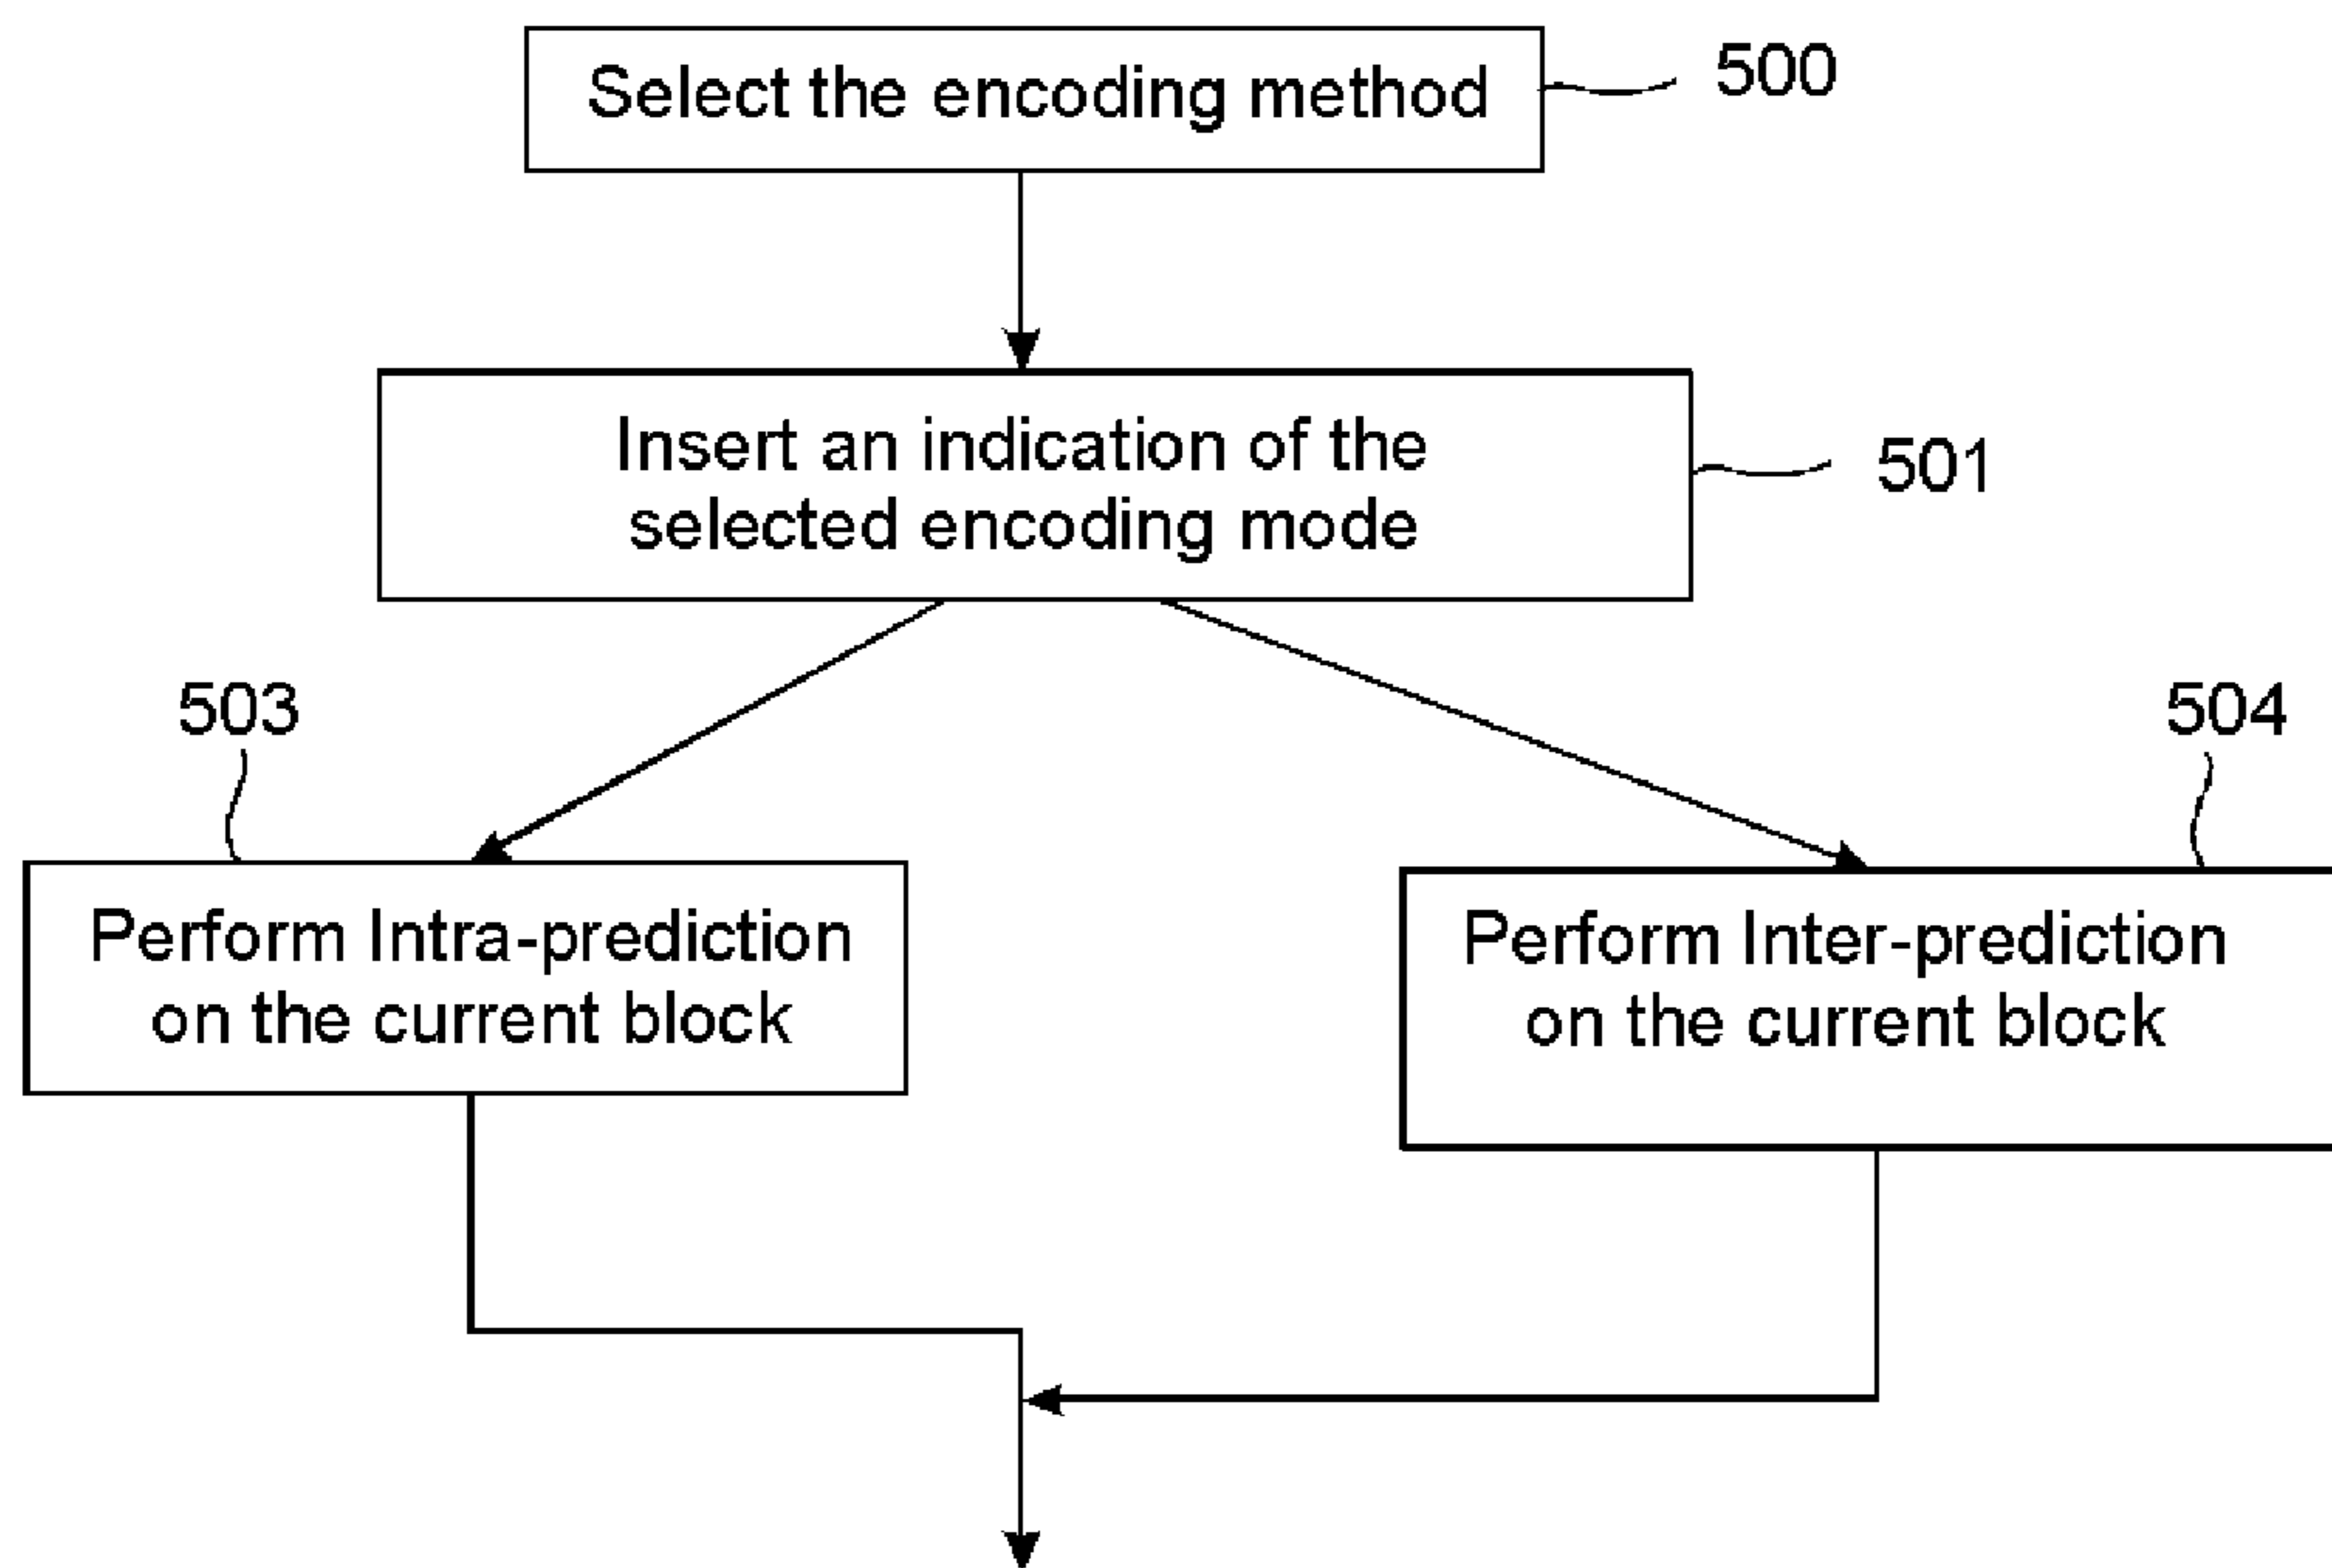 Select the encoding method
500
Insert an indication of the
selected encoding mode
501
503
504
Perform Intra-prediction
on the current block
Perform Inter-prediction
on the current block